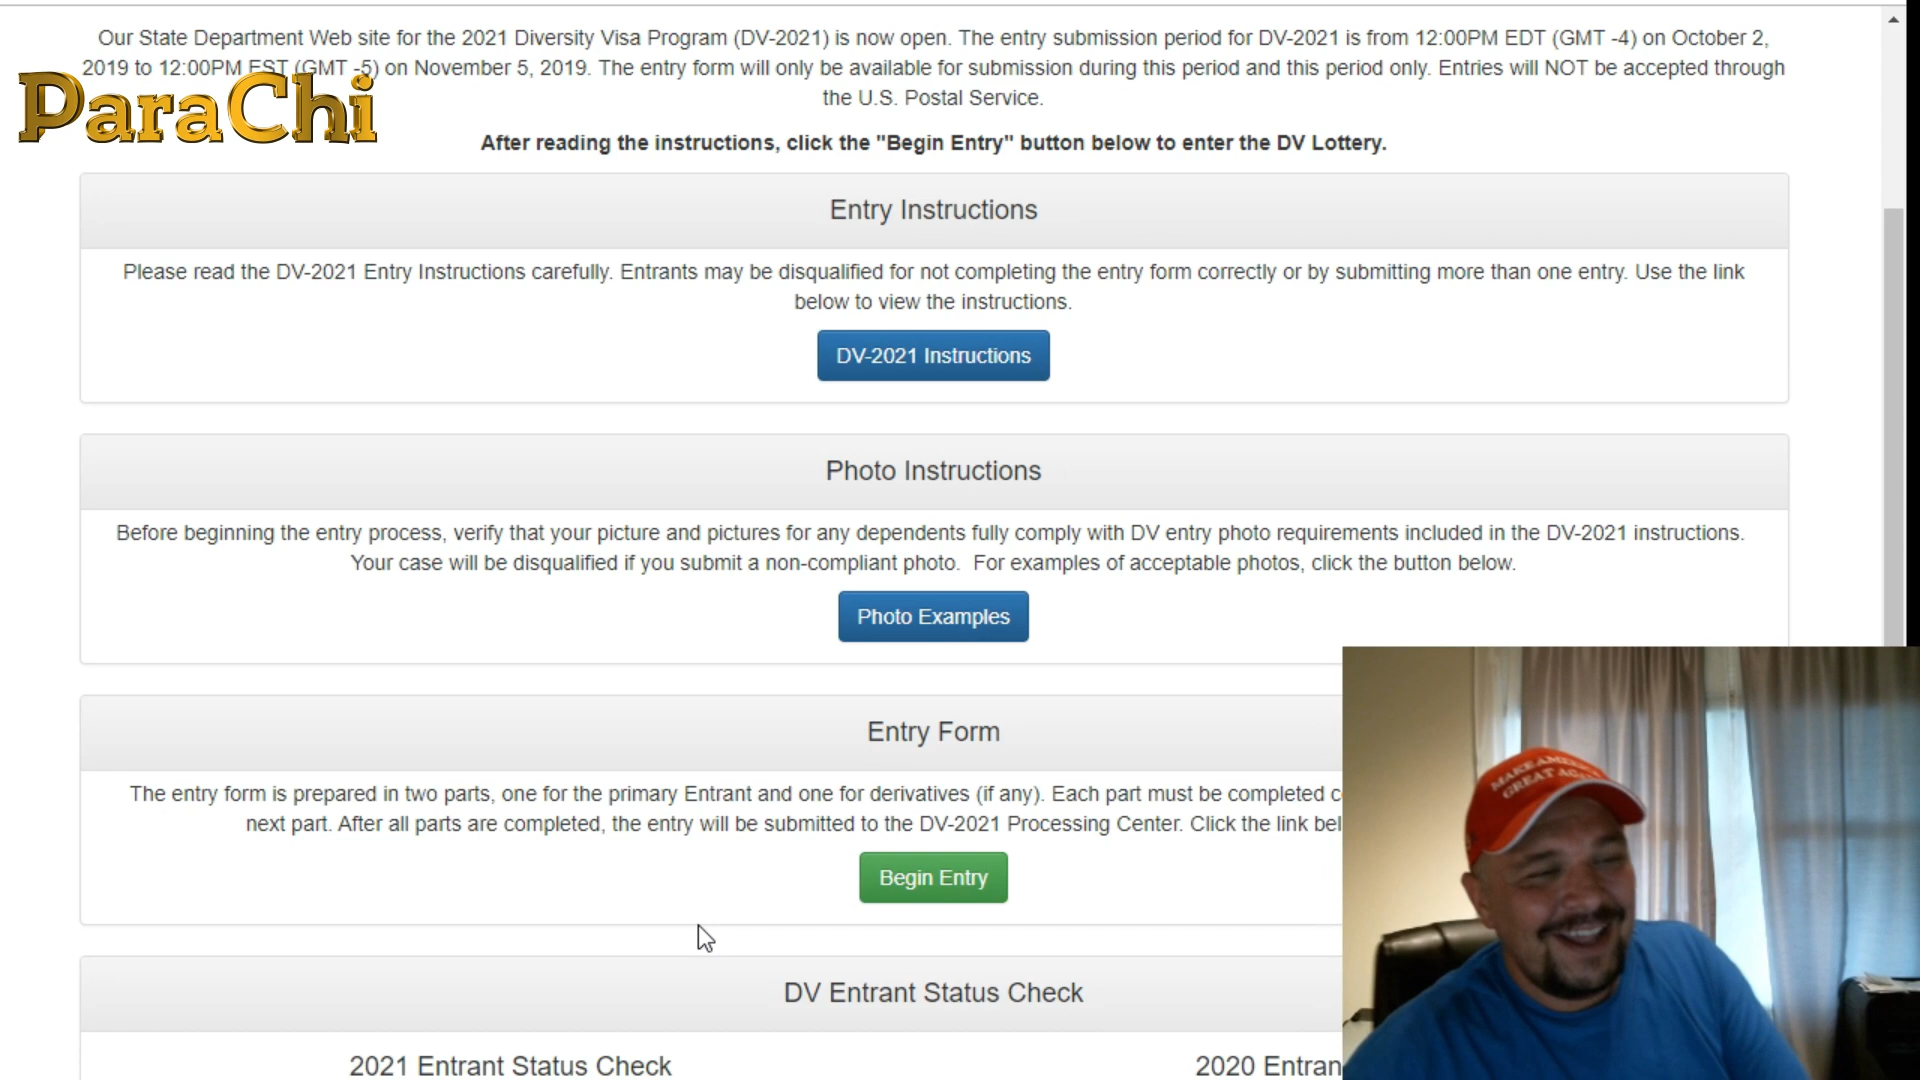 Our State Department Web site for the 2021 Diversity Visa Program (DV-2021) is now open. The entry submission period for DV-2021 is from 12:00PM EDT (GMT -4) on October 2,
2019 to 12:00PM EST (GMT -5) on November 5, 2019. The entry form will only be available for submission during this period and this period only. Entries will NOT be accepted through
the U.S. Postal Service.
ParaChi
After reading the instructions, click the "Begin Entry" button below to enter the DV Lottery.
Entry Instructions
Please read the DV-2021 Entry Instructions carefully. Entrants may be disqualified for not completing the entry form correctly or by submitting more than one entry. Use the link
below to view the instructions.
DV-2021 Instructions
Photo Instructions
Before beginning the entry process, verify that your picture and pictures for any dependents fully comply with DV entry photo requirements included in the DV-2021 instructions.
Your case will be disqualified if you submit a non-compliant photo. For examples of acceptable photos, click the button below.
Photo Examples
Entry Form
The entry form is prepared in two parts, one for the primary Entrant and one for derivatives (if any). Each part must be completed
next part. After all parts are completed, the entry will be submitted to the DV-2021 Processing Center. Click the link
Begin Entry
MAKE AMERICA
GREAT AGAIN
DV Entrant Status Check
2021 Entrant Status Check
2020